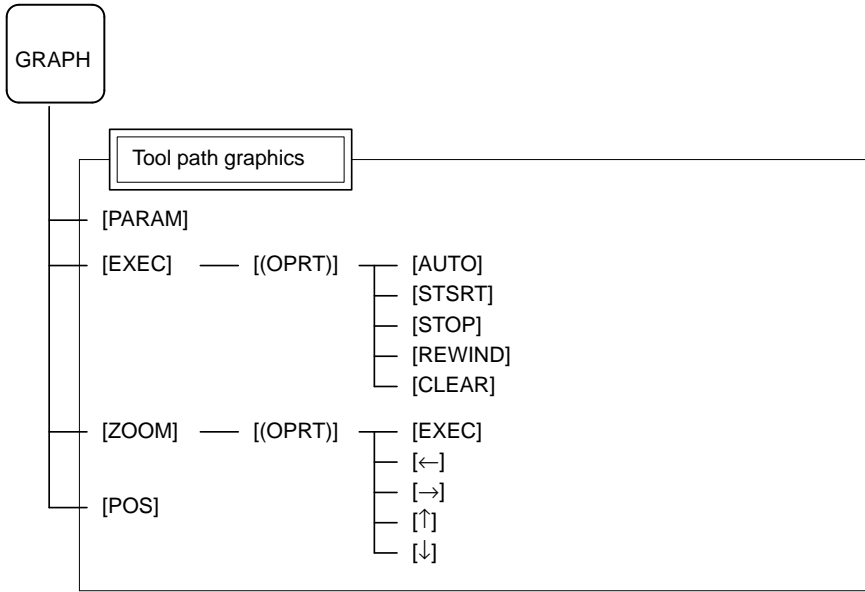 GRAPH
Tool path graphics
[PARAM]
[EXEC] [(OPRT)] [AUTO]
[STSRT]
[STOP]
[REWIND]
[CLEAR]
[ZOOM] [(OPRT)] [EXEC]
[←]
[→]
[POS]
[↑]
[↓]